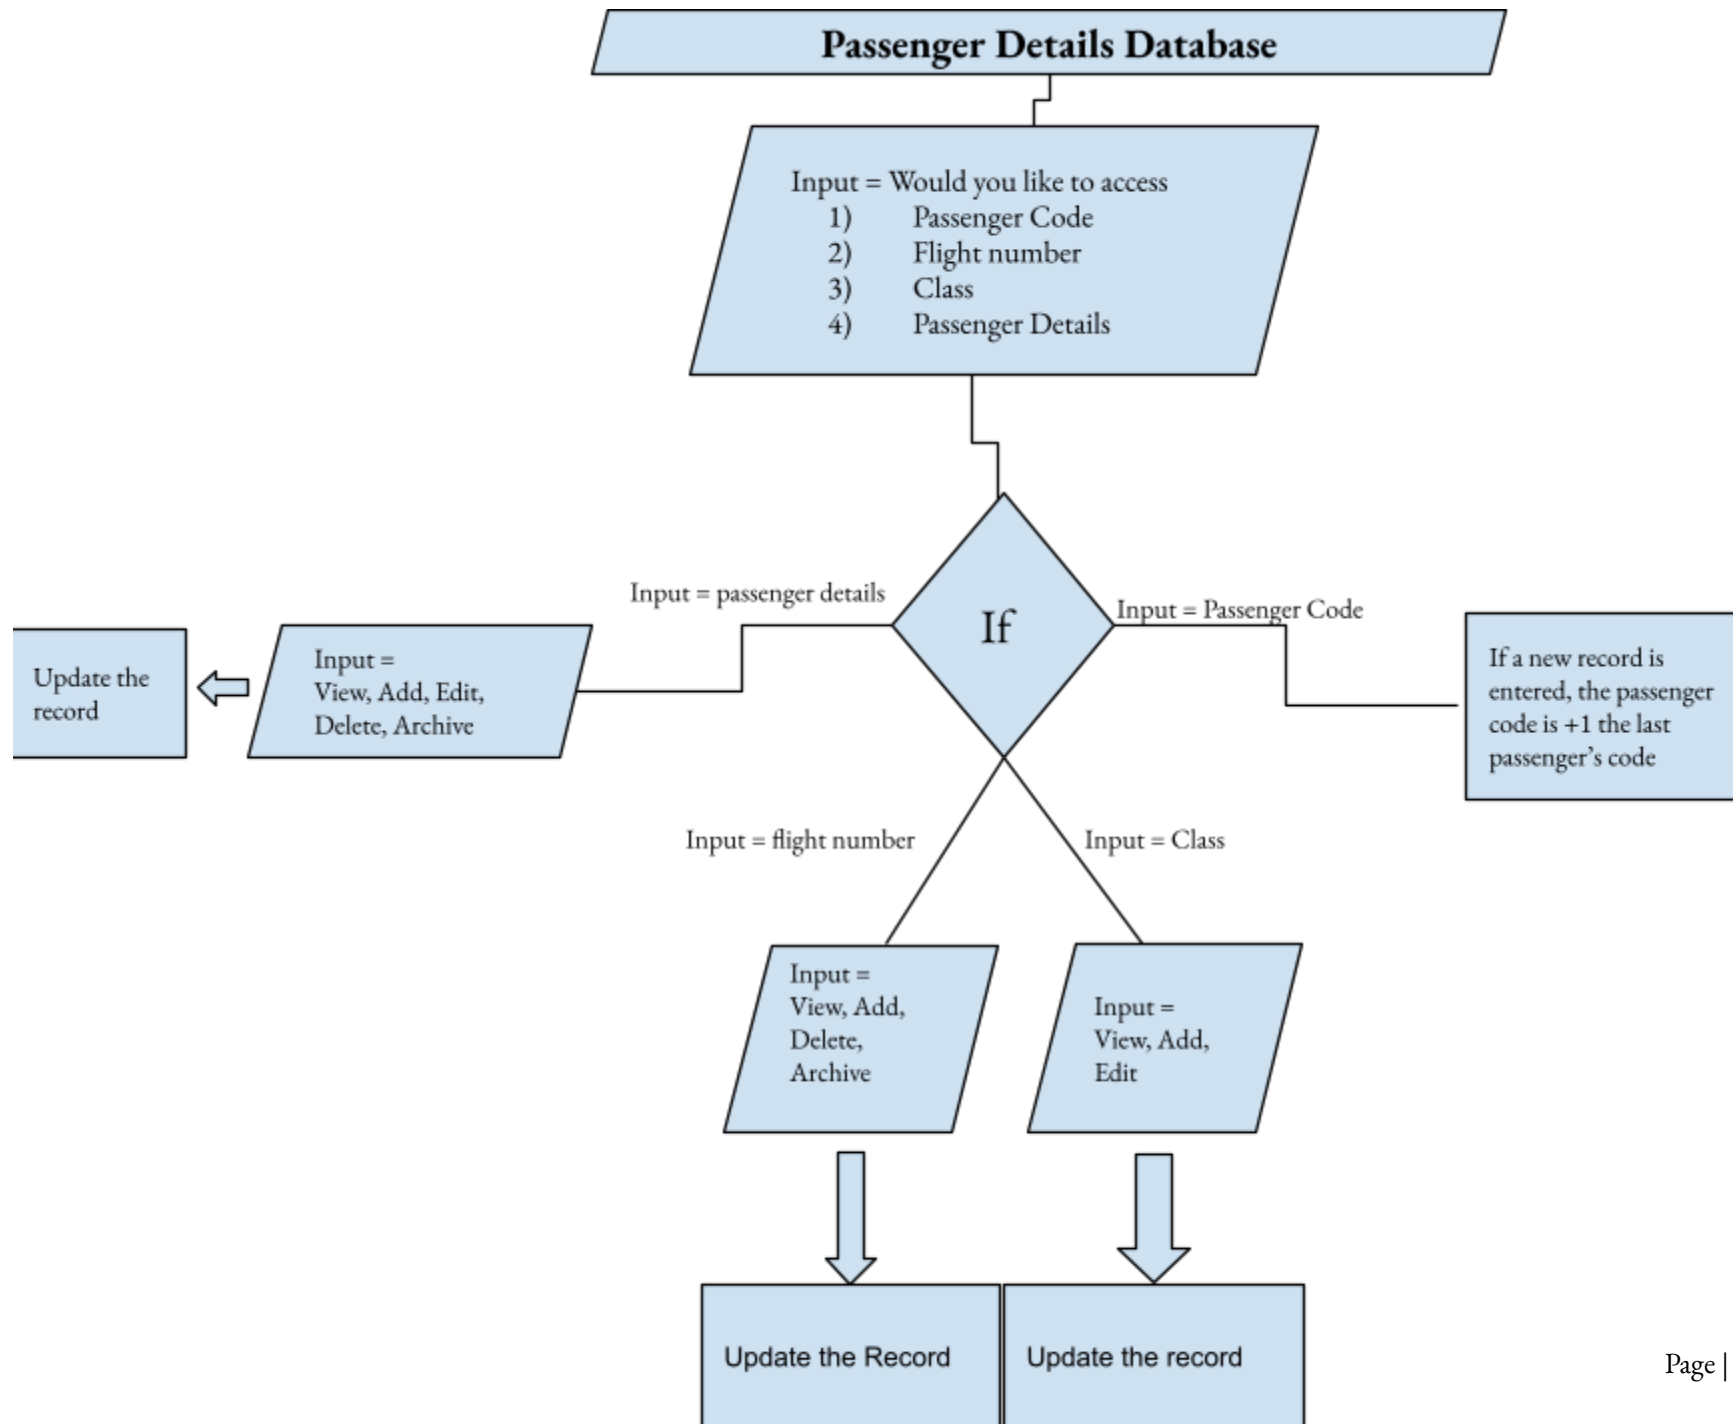 Passenger Details Database
Input = Would you like to access
1) Passenger Code
2) Flight number
3) Class
4) Passenger Details
Input = passenger details
If
Input = Passenger Code
Update the
record
Input =
View, Add, Edit,
Delete, Archive
If a new record is
entered, the passenger
code is +1 the last
passenger’s code
Input = flight number
Input = Class
Input =
View, Add,
Delete,
Archive
Input =
View, Add,
Edit
Update the Record
Update the record
Page |